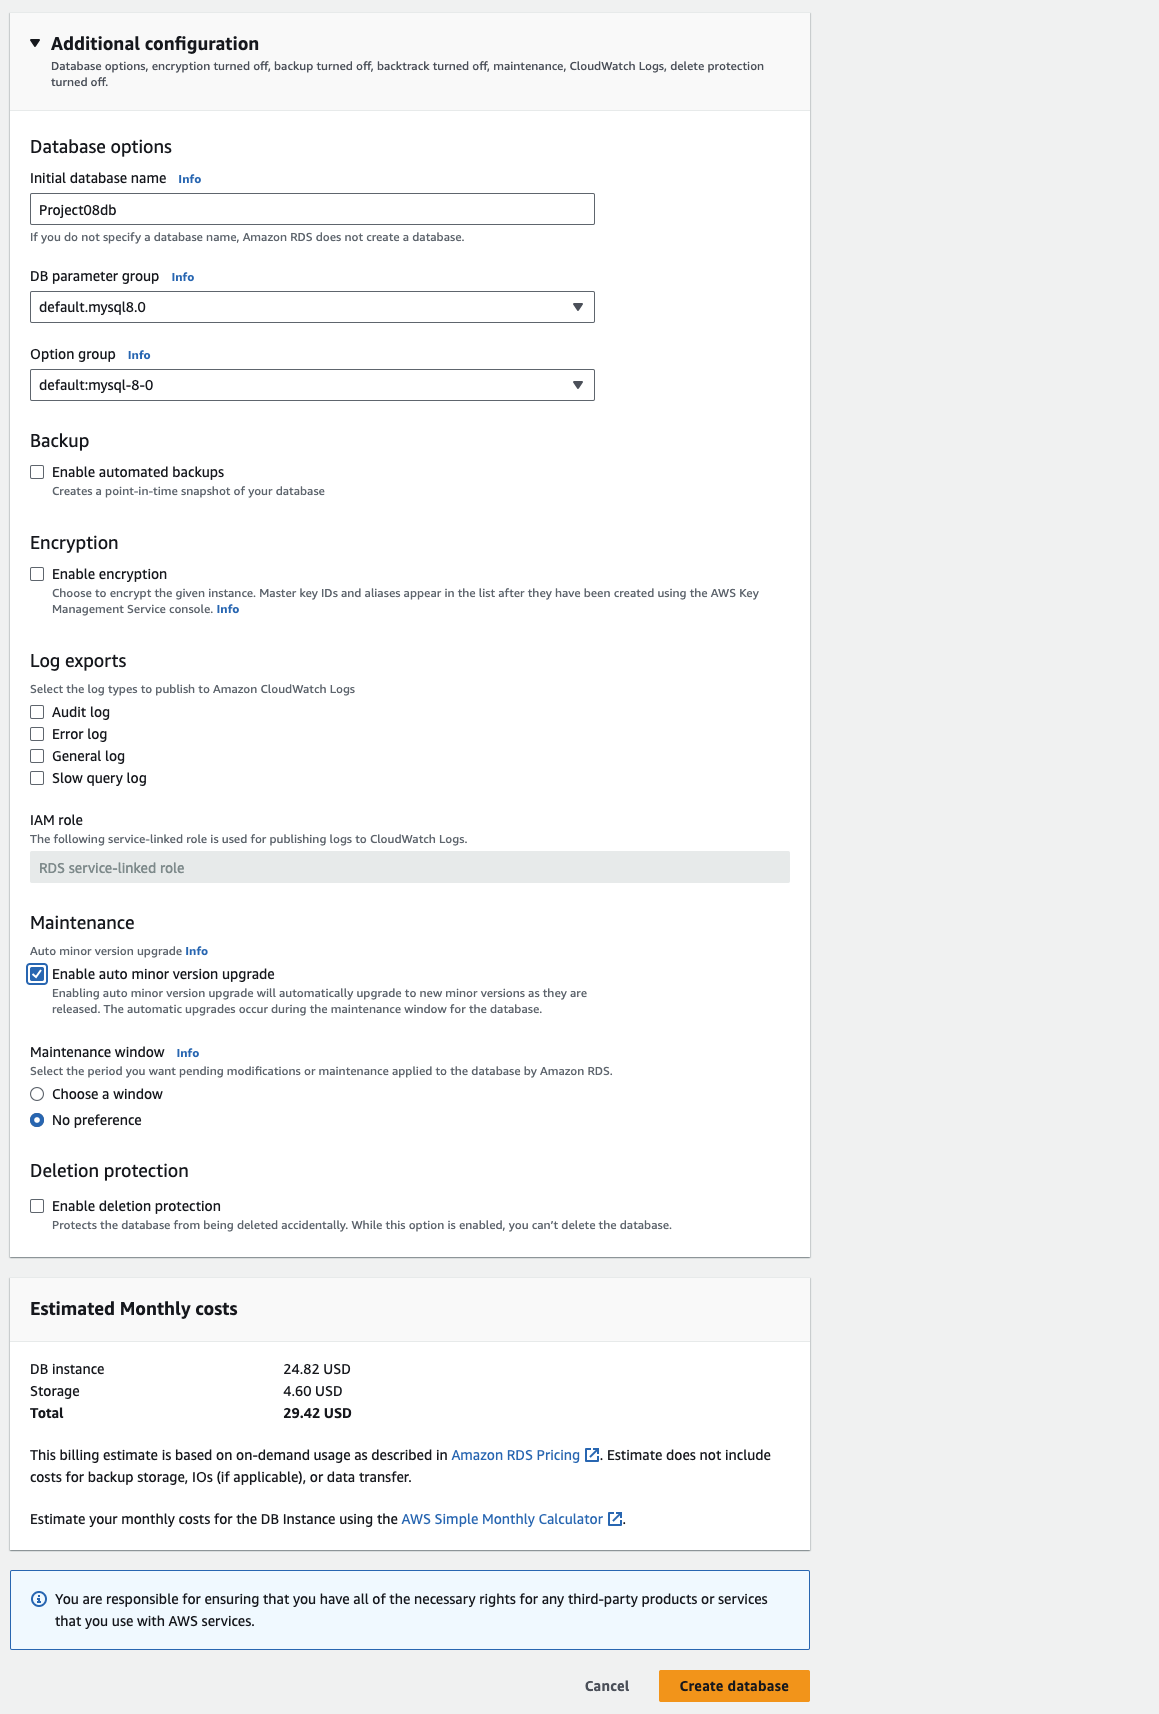 Additional configuration
Database options, encryption turned off, backup turned off, backtrack turned off, maintenance, CloudWatch Logs, delete protection
turned off.
Database options
Initial database name Info
Project08db
If you do not specify a database name, Amazon RDS does not create a database.
DB parameter group Info
default.mysql8.0
Option group Info
default:mysql-8-0
Backup
Enable automated backups
Creates a point-in-time snapshot of your database
Encryption
Enable encryption
Choose to encrypt the given instance. Master key IDs and aliases appear in the list after they have been created using the AWS Key
Management Service console. Info
Log exports
Select the log types to publish to Amazon CloudWatch Logs
Audit log
Error log
General log
Slow query log
IAM role
The following service-linked role is used for publishing logs to CloudWatch Logs.
RDS service-linked role
Maintenance
Auto minor version upgrade Info
Enable auto minor version upgrade
Enabling auto minor version upgrade will automatically upgrade to new minor versions as they are
released. The automatic upgrades occur during the maintenance window for the database.
Maintenance window Info
Select the period you want pending modifications or maintenance applied to the database by Amazon RDS.
Choose a window
No preference
Deletion protection
Enable deletion protection
Protects the database from being deleted accidentally. While this option is enabled, you can’t delete the database.
Estimated Monthly costs
DB instance 24.82 USD
Storage 4.60 USD
Total 29.42 USD
This billing estimate is based on on-demand usage as described in Amazon RDS Pricing. Estimate does not include
costs for backup storage, IOs (if applicable), or data transfer.
Estimate your monthly costs for the DB Instance using the AWS Simple Monthly Calculator.
You are responsible for ensuring that you have all of the necessary rights for any third-party products or services
that you use with AWS services.
Cancel Create database